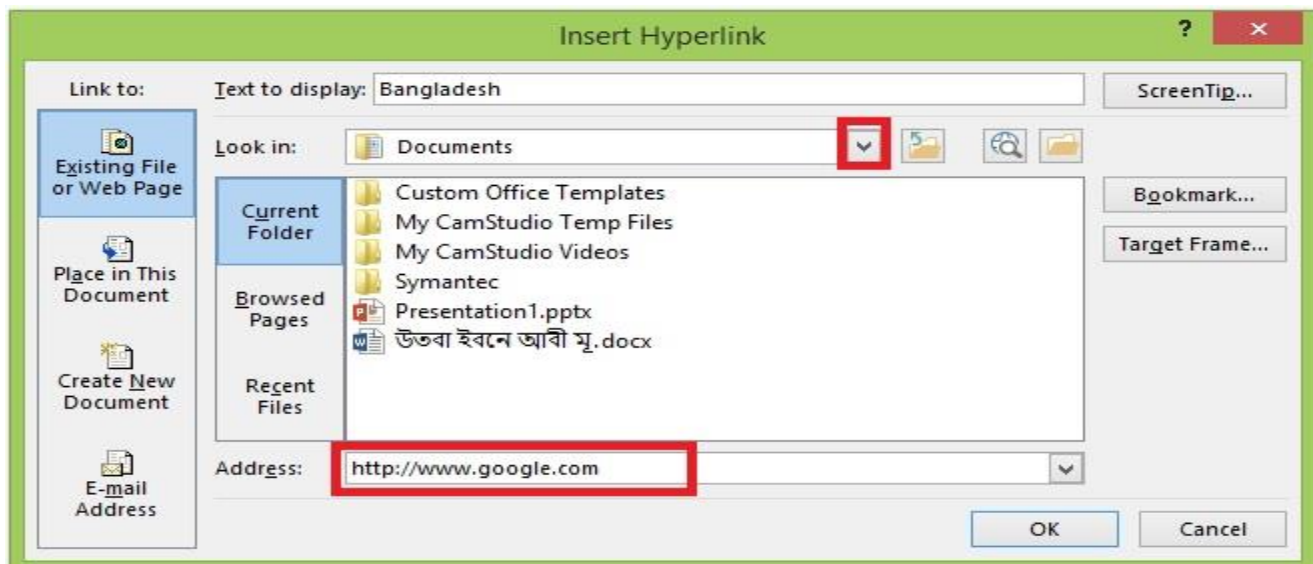 Insert Hyperlink
?
Link to:
Text to display: Bangladesh
ScreenTip...
Existing File
or Web Page
Look in: Documents
Current
Folder
Custom Office Templates
My CamStudio Temp Files
My CamStudio Videos
Symantec
Presentation1.pptx
উতবা ইবনে আবী মূ.docx
Bookmark...
Target Frame...
Place in This
Document
Browsed
Pages
Create New
Document
Recent
Files
E-mail
Address
Address: http://www.google.com
OK
Cancel